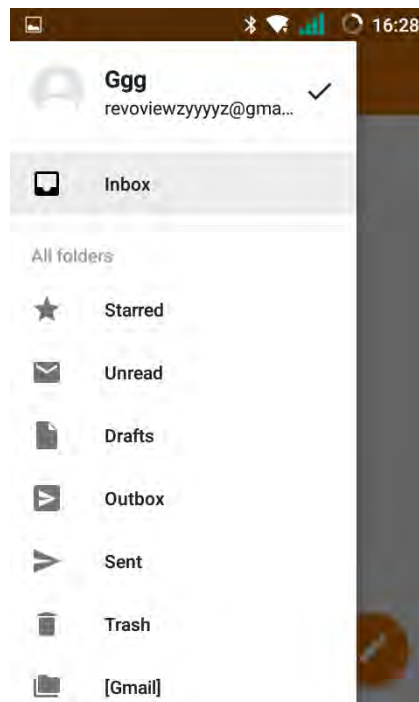 16:28
Ggg
revoviewzyyyyz@gma...
Inbox
All folders
Starred
Unread
Drafts
Outbox
Sent
Trash
[Gmail]